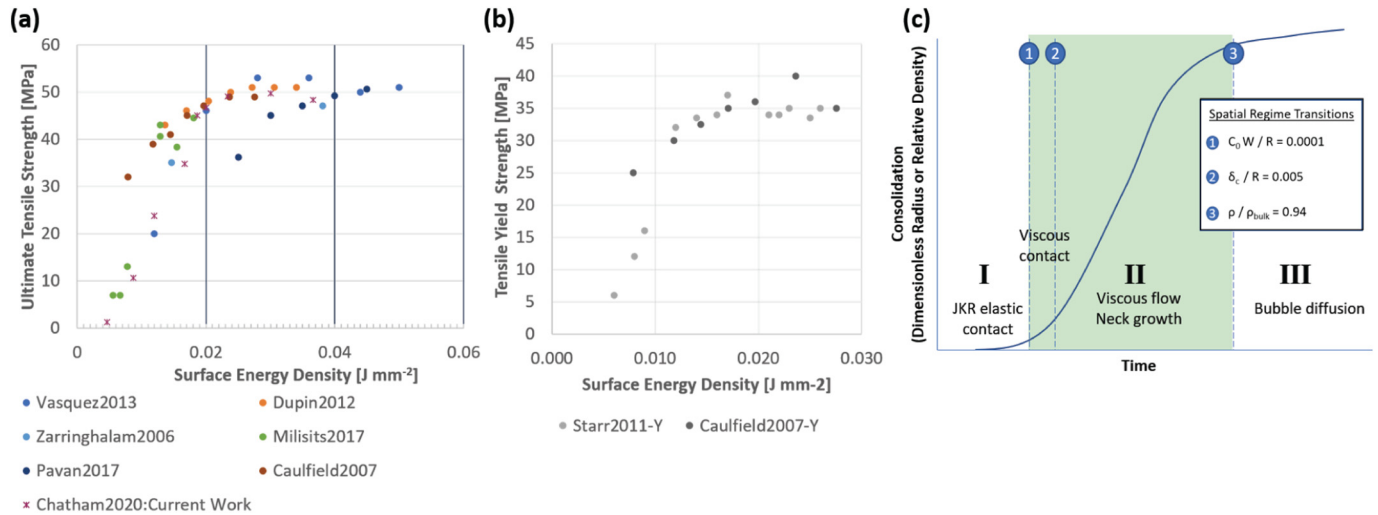 (a)
Ultimate Tensile Strength [MPa]
60
50
40
30
20
10
0
0
0.02
0.04
0.06
Surface Energy Density [J mm-2]
Vasquez2013
Dupin2012
Zarringhalam2006
Milisits2017
Pavan2017
Caulfield2007
Chatham2020:Current Work
(b)
Tensile Yield Strength [MPa]
45
40
35
30
25
20
15
10
5
0
0.000
0.010
0.020
0.030
Surface Energy Density [J mm-2]
Starr2011-Y
Caulfield2007-Y
(c)
Consolidation
(Dimensionless Radius or Relative Density)
1
2
3
Spatial Regime Transitions
1 C₀ W / R = 0.0001
2 δc / R = 0.005
3 ρ / ρbulk = 0.94
Viscous
contact
I
JKR elastic
contact
II
Viscous flow
Neck growth
III
Bubble diffusion
Time